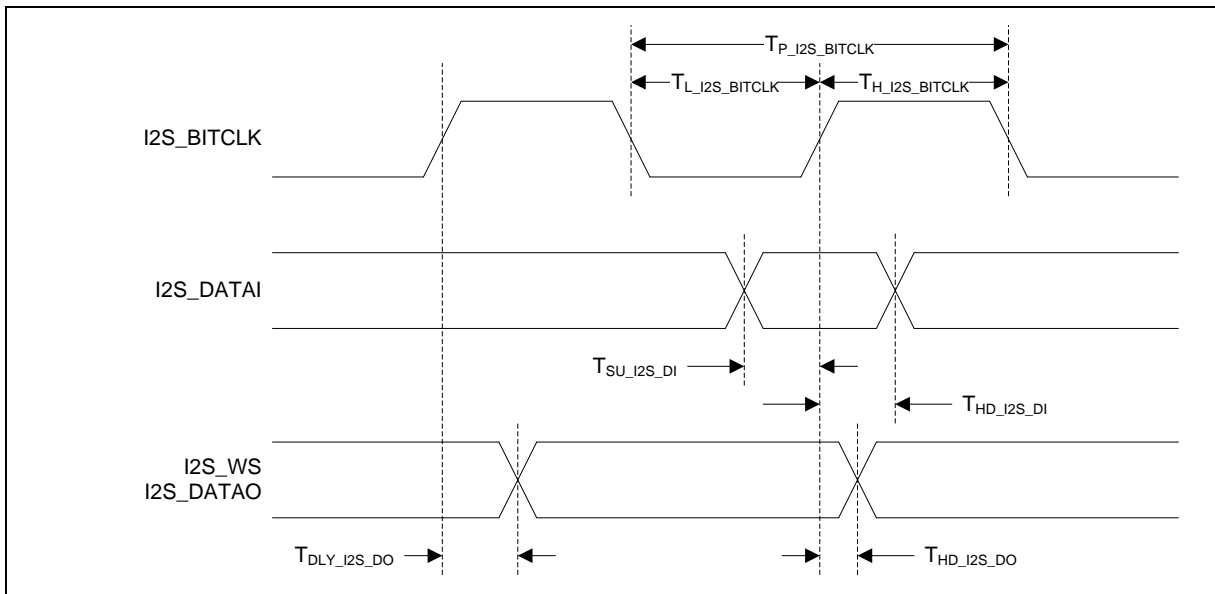 T_P_I2S_BITCLK
T_L_I2S_BITCLK T_H_I2S_BITCLK
I2S_BITCLK
I2S_DATAI
T_SU_I2S_DI
T_HD_I2S_DI
I2S_WS
I2S_DATAO
T_DLY_I2S_DO T_HD_I2S_DO